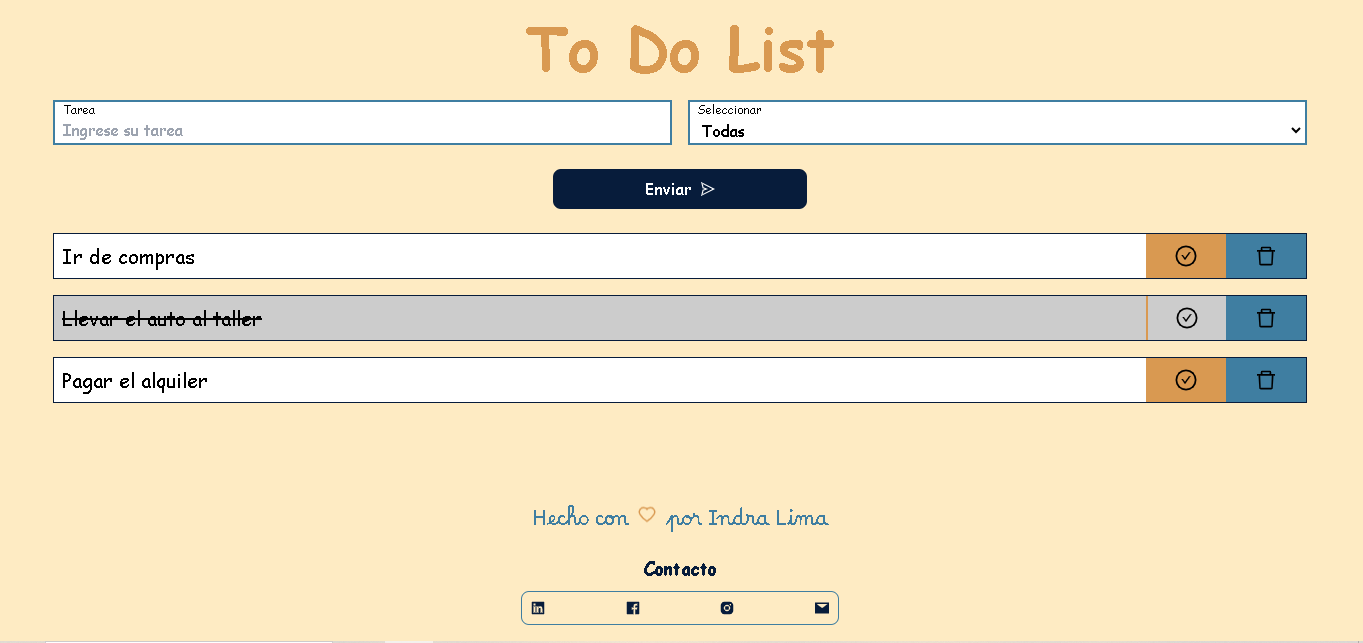 To Do List
Tarea
Ingrese su tarea
Seleccionar
Todas
Enviar
Ir de compras
Llevar el auto al taller
Pagar el alquiler
Hecho con por Indra Lima
Contacto